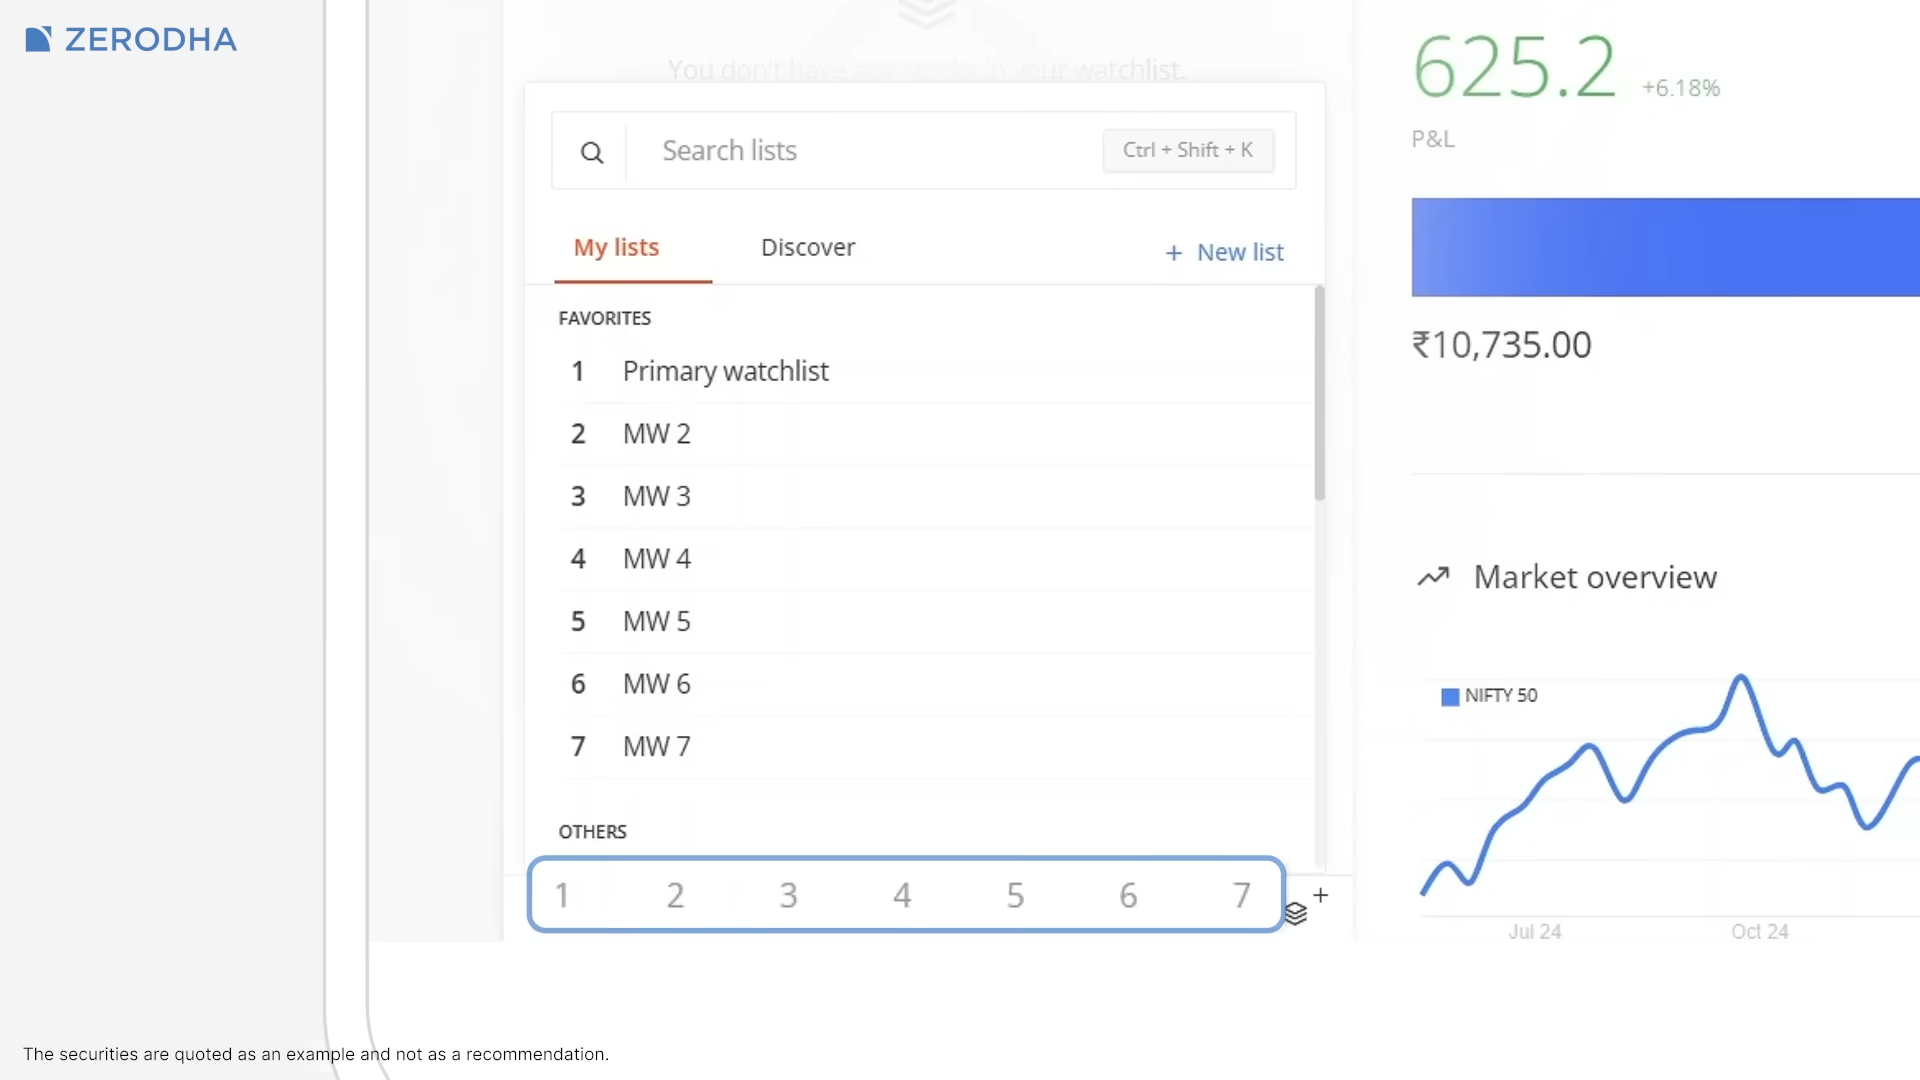 ZERODHA
You don't have any stocks in your watchlist.
Search lists
Ctrl + Shift + K
My lists
Discover
+ New list
FAVORITES
1 Primary watchlist
2 MW 2
3 MW 3
4 MW 4
5 MW 5
6 MW 6
7 MW 7
OTHERS
1 2 3 4 5 6 7 +
625.2 +6.18%
P&L
₹10,735.00
Market overview
NIFTY 50
Jul 24 Oct 24
The securities are quoted as an example and not as a recommendation.